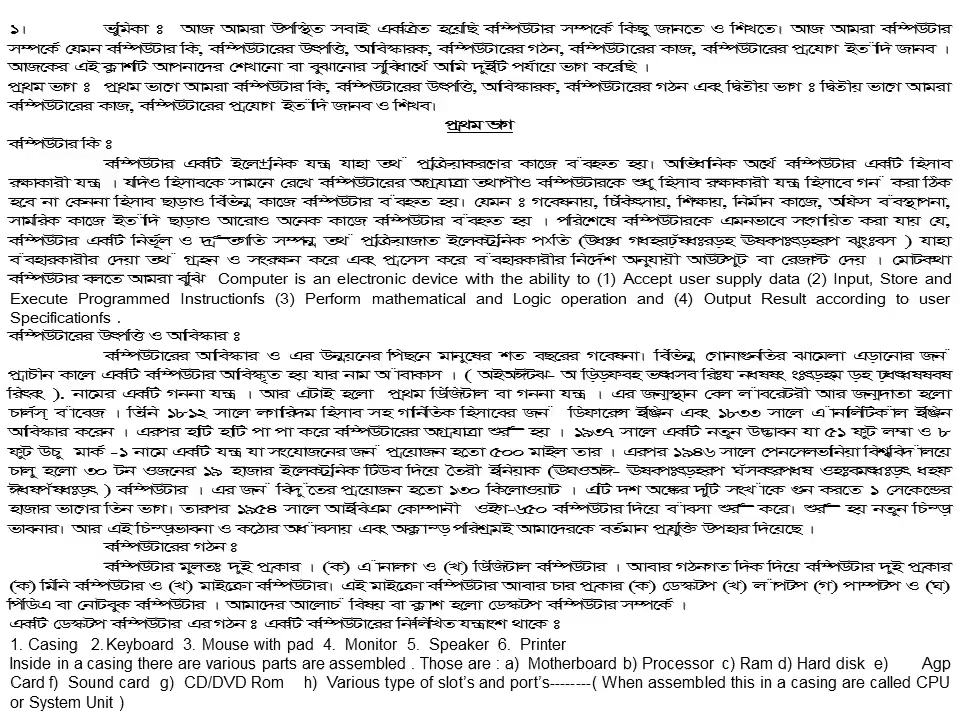 ১। ভূমিকা ঃ আজ আমরা উপস্থিত সবাই একত্রিত হয়েছি কম্পিউটার সম্পর্কে কিছু জানতে ও শিখতে। আজ আমরা কম্পিউটার
সম্পর্কে যেমন কম্পিউটার কি, কম্পিউটারের উৎপত্তি, আবিস্কারক, কম্পিউটারের গঠন, কম্পিউটারের কাজ, কম্পিউটারের প্রযোগ ইত্যাদি জানব ।
আজকের এই ক্লাশটি আপনাদের শেখানো বা বুঝানোর সুবিধার্থে আমি দুইটি পর্যায়ে ভাগ করেছি ।
প্রথম ভাগ ঃ প্রথম ভাগে আমরা কম্পিউটার কি, কম্পিউটারের উৎপত্তি, আবিস্কারক, কম্পিউটারের গঠন এবং দ্বিতীয় ভাগ ঃ দ্বিতীয় ভাগে আমরা
কম্পিউটারের কাজ, কম্পিউটারের প্রযোগ ইত্যাদি জানব ও শিখব।
প্রথম ভাগ
কম্পিউটার কি ঃ
কম্পিউটার একটি যন্ত্র যাহা তথ্য প্রক্রিয়াকরণের কাজে ব্যবহৃত হয়। আভিধানিক অর্থে কম্পিউটার একটি হিসাব
রক্ষাকারী যন্ত্র । যদিও হিসাবকে সামনে রেখে কম্পিউটারের অগ্রযাত্রা তথাপীও কম্পিউটারকে শুধু হিসাব রক্ষাকারী যন্ত্র হিসাবে গন্য করা ঠিক
হবে না কেননা হিসাব ছাড়াও বিভিন্ন কাজে কম্পিউটার ব্যবহৃত হয়। যেমন ঃ গবেষনায়, চিকিৎসায়, শিক্ষায়, নির্মান কাজে, অফিস ব্যবস্থাপনা,
সামরিক কাজে ইত্যাদি ছাড়াও আরোও অনেক কাজে কম্পিউটার ব্যবহৃত হয় । পরিশেষে কম্পিউটারকে এমনভাবে সংগায়িত করা যায় যে,
কম্পিউটার একটি নির্ভূল ও সম্পন্ন তথ্য প্রক্রিয়াজাত ইলেকট্রনিক যাহা
ব্যবহারকারীর দেয়া তথ্য গ্রহন ও সংরক্ষন করে এবং প্রসেস করে ব্যবহারকারীর নির্দেশ অনুযায়ী আউটপুট বা রেজাল্ট দেয় । মোটকথা
কম্পিউটার বলতে আমরা বুঝি Computer is an electronic device with the ability to (1) Accept user supply data (2) Input, Store and
Execute Programmed Instructionfs (3) Perform mathematical and Logic operation and (4) Output Result according to user
Specificationfs .
কম্পিউটারের উৎপত্তি ও আবিস্কার ঃ
কম্পিউটারের আবিস্কার ও এর উন্নয়নের পিছনে মানুষের শত বছরের গবেষনা। বিভিন্ন গোনাগুনতির ঝামেলা এড়ানোর জন্য
প্রাচীন কালে একটি কম্পিউটার আবিষ্কৃত হয় যার নাম অ্যাবাকাস । (
). নামের একটি গননা যন্ত্র । আর এটাই হলো প্রথম ডিজিটাল বা গননা যন্ত্র । এর জন্মস্থান বেল ল্যাবরেটরী আর জন্মদাতা হলো
চার্লস্ ব্যাবেজ । তিনি ১৮১২ সালে লগারিদম হিসাব সহ গানিতিক হিসাবের জন্য ডিফারেন্স ইঞ্জিন এবং ১৮৩৩ সালে এ্যানালিটিক্যাল ইঞ্জিন
আবিস্কার করেন । এরপর হাটি হাটি পা পা করে কম্পিউটারের অগ্রযাত্রা হয় । ১৯৩৭ সালে একটি নতুন উদ্ভাবন যা ৫১ ফুট লম্বা ও ৮
ফুট উচু মার্ক -১ নামে একটি যন্ত্র যা সংযোজনের জন্য প্রয়োজন হতো ৫০০ মাইল তার । এরপর ১৯৪৬ সালে পেনসেলভানিয়া বিশ্ববিদ্যালয়ে
চালু হলো ৩০ টন ওজনের ১৯ হাজার ইলেকট্রনিক টিউব দিয়ে তৈরী ইনিয়াক
) কম্পিউটার । এর জন্য বিদ্যুতের প্রয়োজন হতো ১৩০ কিলোওয়াট । এটি দশ অঙ্কের দুটি সংখ্যাকে গুন করতে ১ সেকেন্ডের
হাজার ভাগের তিন ভাগ। তারপর ১৯৫৪ সালে আইবিএম কোম্পানী কম্পিউটার দিয়ে ব্যবসা করে। হয় নতুন
ভাবনার। আর এই ও কঠোর অধ্যাবসায় এবং পরিশ্রমই আমাদেরকে বর্তমান প্রযুক্তি উপহার দিয়েছে ।
কম্পিউটারের গঠন ঃ
কম্পিউটার মূলতঃ দুই প্রকার । (ক) এ্যানালগ ও (খ) ডিজিটাল কম্পিউটার । আবার গঠনগত দিক দিয়ে কম্পিউটার দুই প্রকার
(ক) মিনি কম্পিউটার ও (খ) মাইক্রো কম্পিউটার। এই মাইক্রো কম্পিউটার আবার চার প্রকার (ক) ডেস্কটপ (খ) ল্যাপটপ (গ) পাম্পটপ ও (ঘ)
পিডিএ বা নোটবুক কম্পিউটার । আমাদের আলোচ্য বিষয় বা ক্লাশ হলো ডেস্কটপ কম্পিউটার সম্পর্কে ।
একটি ডেস্কটপ কম্পিউটার এর গঠন ঃ একটি কম্পিউটারের নিন্মলিখিত যন্ত্রাংশ থাকে ঃ
1. Casing 2. Keyboard 3. Mouse with pad 4. Monitor 5. Speaker 6. Printer
Inside in a casing there are various parts are assembled . Those are : a) Motherboard b) Processor c) Ram d) Hard disk e) Agp
Card f) Sound card g) CD/DVD Rom h) Various type of slot's and port's--------( When assembled this in a casing are called CPU
or System Unit )